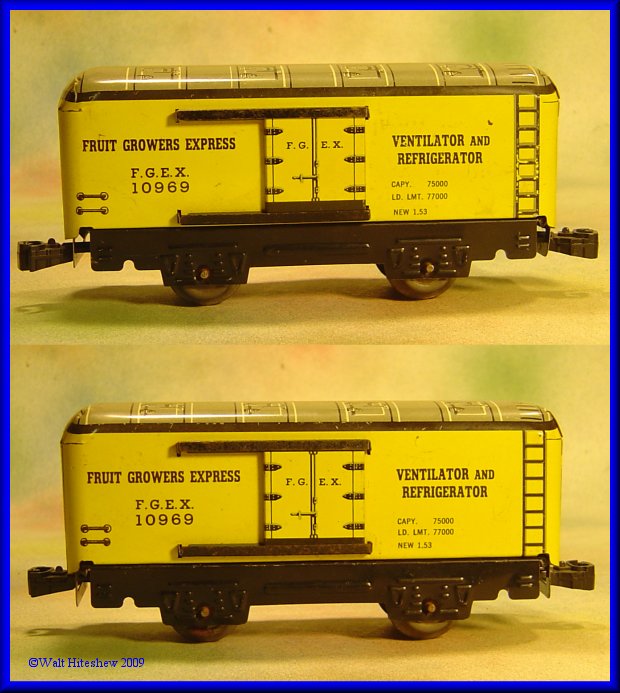 FRUIT GROWERS EXPRESS
F.G.E.X.
10969
F.G.E.X.
VENTILATOR AND
REFRIGERATOR
CAPY. 75000
LD. LMT. 77000
NEW 1.53
FRUIT GROWERS EXPRESS
F.G.E.X.
10969
F.G.E.X.
VENTILATOR AND
REFRIGERATOR
CAPY. 75000
LD. LMT. 77000
NEW 1.53
©Walt Hiteshew 2009